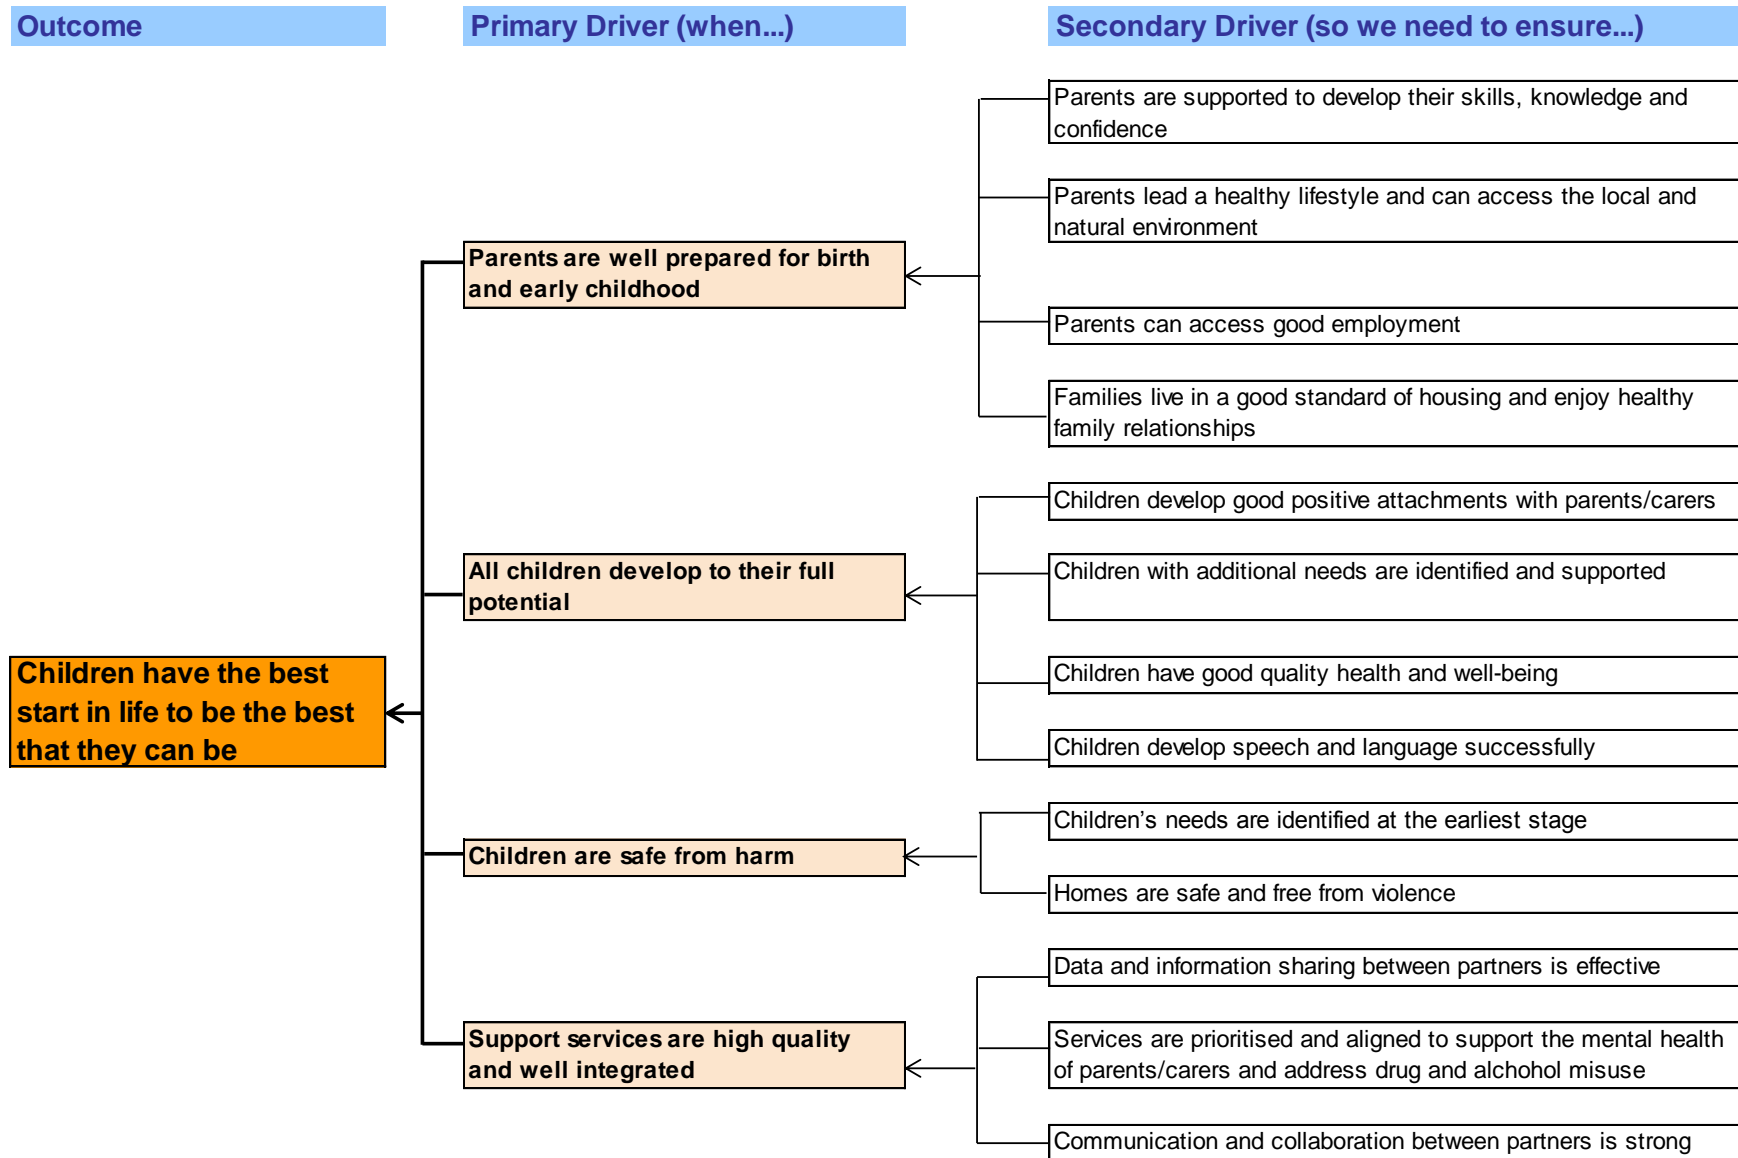 Outcome
Primary Driver (when...)
Secondary Driver (so we need to ensure...)
Children have the best
start in life to be the best
that they can be
Parents are well prepared for birth
and early childhood
Parents are supported to develop their skills, knowledge and
confidence
Parents lead a healthy lifestyle and can access the local and
natural environment
Parents can access good employment
Families live in a good standard of housing and enjoy healthy
family relationships
All children develop to their full
potential
Children develop good positive attachments with parents/carers
Children with additional needs are identified and supported
Children have good quality health and well-being
Children develop speech and language successfully
Children are safe from harm
Children’s needs are identified at the earliest stage
Homes are safe and free from violence
Support services are high quality
and well integrated
Data and information sharing between partners is effective
Services are prioritised and aligned to support the mental health
of parents/carers and address drug and alchohol misuse
Communication and collaboration between partners is strong